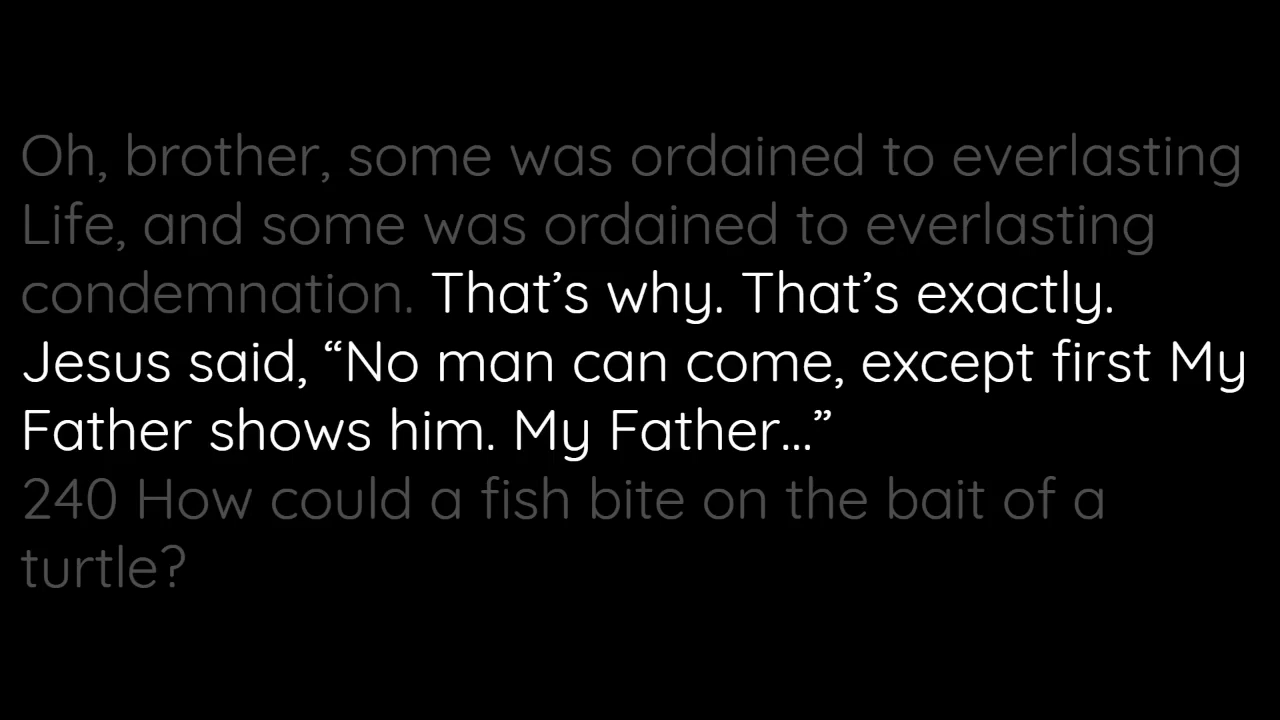 Oh, brother, some was ordained to everlasting
Life, and some was ordained to everlasting
condemnation. That’s why. That’s exactly.
Jesus said, “No man can come, except first My
Father shows him. My Father...”
240 How could a fish bite on the bait of a
turtle?